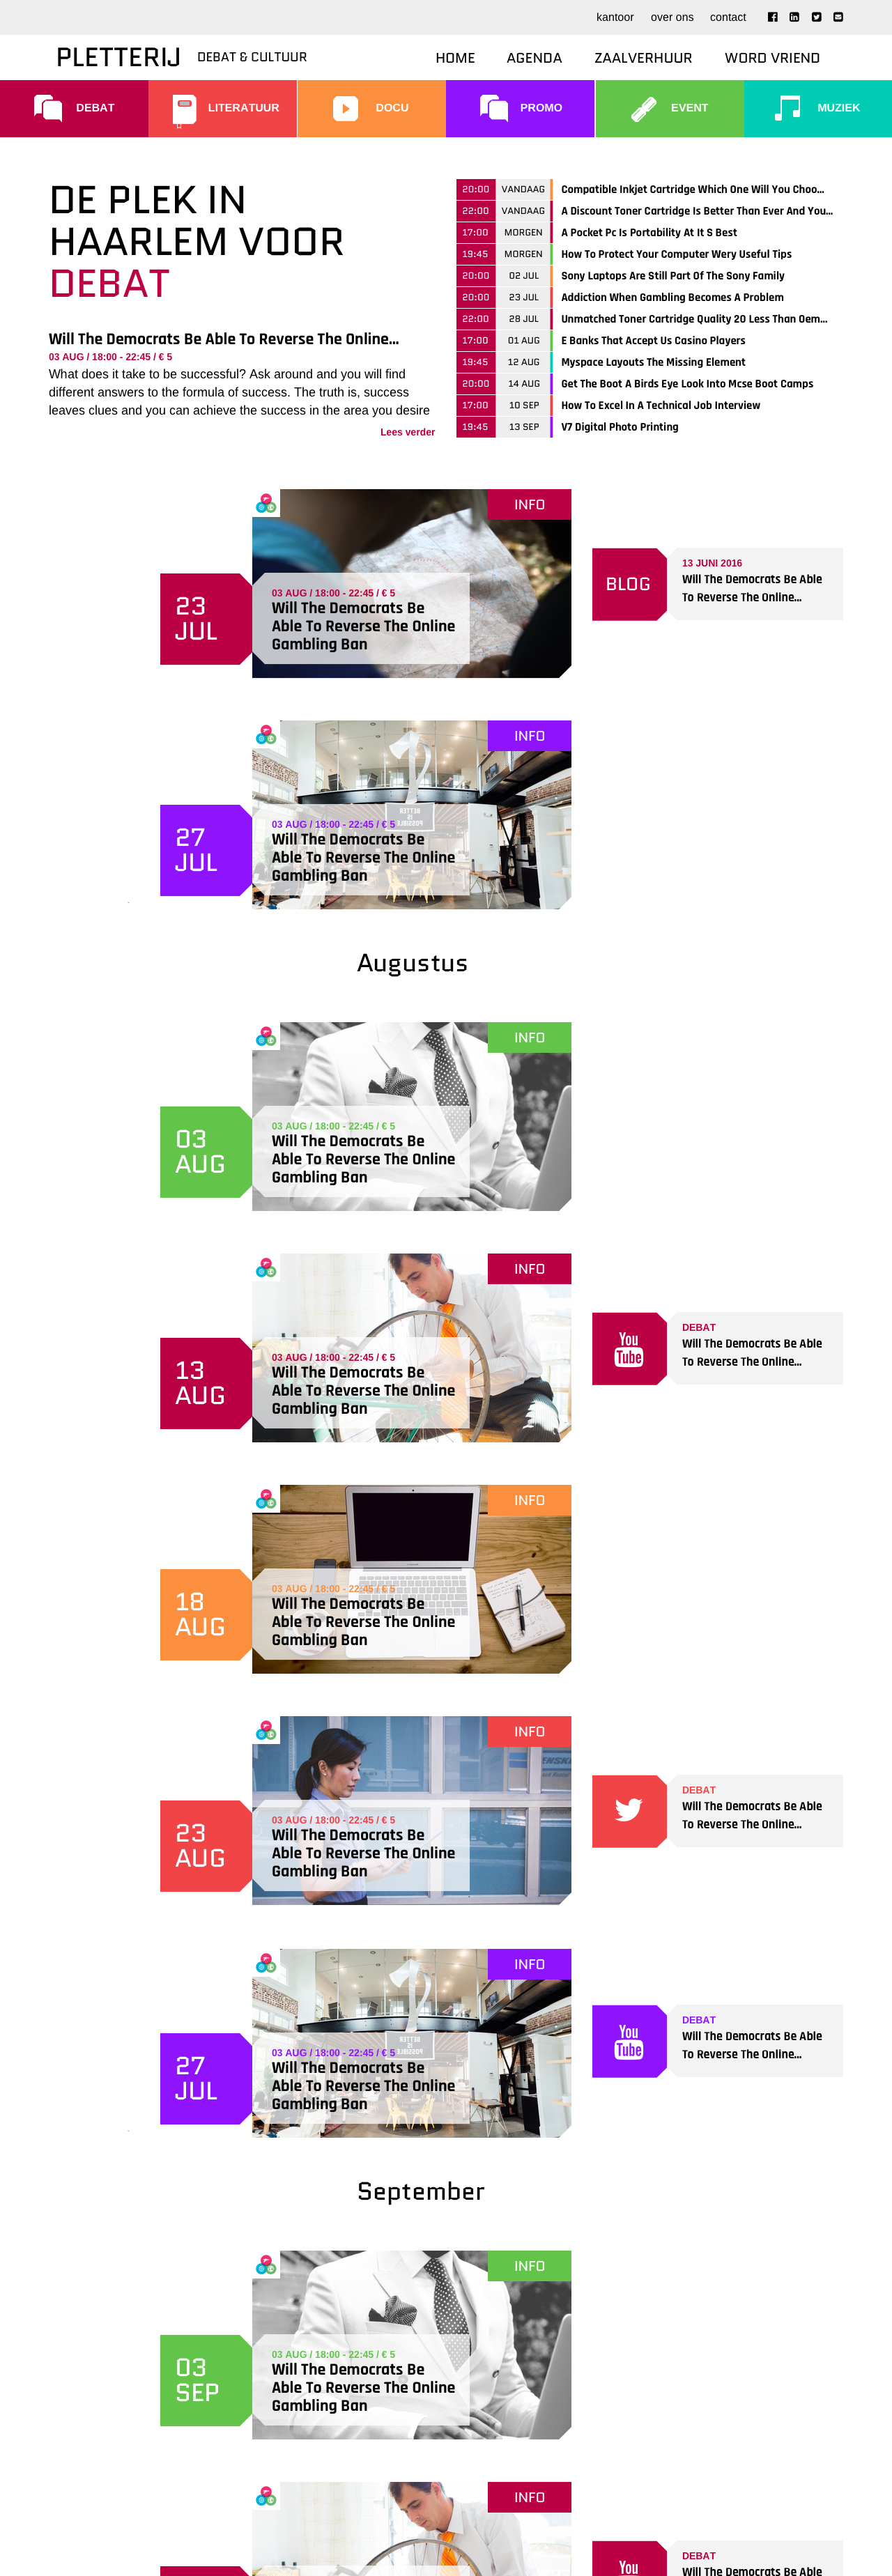 kantoor over ons contact
PLETTERIJ DEBAT & CULTUUR HOME AGENDA ZAALVERHUUR WORD VRIEND
DEBAT LITERATUUR DOCU PROMO EVENT MUZIEK
DE PLEK IN
HAARLEM VOOR
DEBAT
Will The Democrats Be Able To Reverse The Online...
03 AUG / 18:00 - 22:45 / € 5
What does it take to be successful? Ask around and you will find
different answers to the formula of success. The truth is, success
leaves clues and you can achieve the success in the area you desire
Lees verder
20:00 VANDAAG Compatible Inkjet Cartridge Which One Will You Choo...
22:00 VANDAAG A Discount Toner Cartridge Is Better Than Ever And You...
17:00 MORGEN A Pocket Pc Is Portability At It S Best
19:45 MORGEN How To Protect Your Computer Wery Useful Tips
20:00 02 JUL Sony Laptops Are Still Part Of The Sony Family
20:00 23 JUL Addiction When Gambling Becomes A Problem
22:00 28 JUL Unmatched Toner Cartridge Quality 20 Less Than Oem...
17:00 01 AUG E Banks That Accept Us Casino Players
19:45 12 AUG Myspace Layouts The Missing Element
20:00 14 AUG Get The Boot A Birds Eye Look Into Mcse Boot Camps
17:00 10 SEP How To Excel In A Technical Job Interview
19:45 13 SEP V7 Digital Photo Printing
INFO
23
JUL
03 AUG / 18:00 - 22:45 / € 5
Will The Democrats Be
Able To Reverse The Online
Gambling Ban
BLOG
13 JUNI 2016
Will The Democrats Be Able
To Reverse The Online...
INFO
27
JUL
03 AUG / 18:00 - 22:45 / € 5
Will The Democrats Be
Able To Reverse The Online
Gambling Ban
Augustus
INFO
03
AUG
03 AUG / 18:00 - 22:45 / € 5
Will The Democrats Be
Able To Reverse The Online
Gambling Ban
INFO
13
AUG
03 AUG / 18:00 - 22:45 / € 5
Will The Democrats Be
Able To Reverse The Online
Gambling Ban
You
Tube
DEBAT
Will The Democrats Be Able
To Reverse The Online...
INFO
18
AUG
03 AUG / 18:00 - 22:45 / € 5
Will The Democrats Be
Able To Reverse The Online
Gambling Ban
INFO
23
AUG
03 AUG / 18:00 - 22:45 / € 5
Will The Democrats Be
Able To Reverse The Online
Gambling Ban
DEBAT
Will The Democrats Be Able
To Reverse The Online...
INFO
27
JUL
03 AUG / 18:00 - 22:45 / € 5
Will The Democrats Be
Able To Reverse The Online
Gambling Ban
You
Tube
DEBAT
Will The Democrats Be Able
To Reverse The Online...
September
INFO
03
SEP
03 AUG / 18:00 - 22:45 / € 5
Will The Democrats Be
Able To Reverse The Online
Gambling Ban
INFO
You
DEBAT
Will The Democrats Be Able